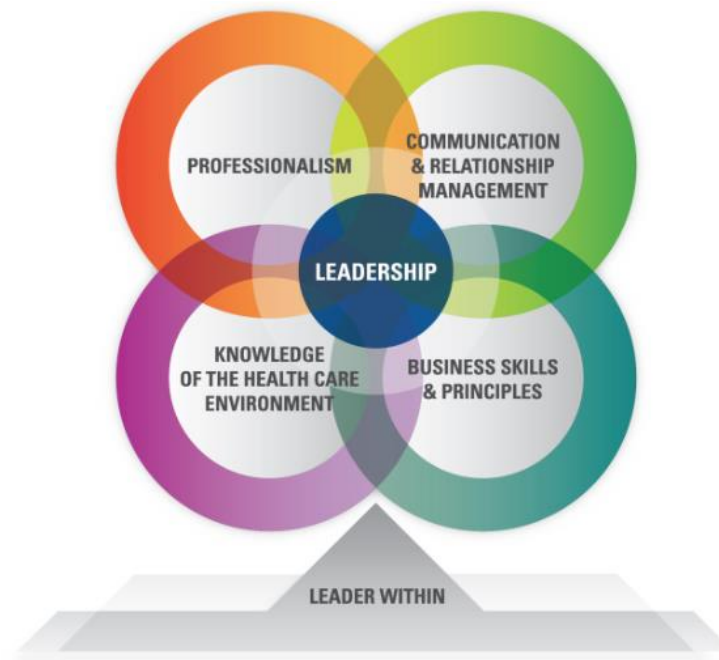 PROFESSIONALISM
COMMUNICATION
& RELATIONSHIP
MANAGEMENT
LEADERSHIP
KNOWLEDGE
OF THE HEALTH CARE
ENVIRONMENT
BUSINESS SKILLS
& PRINCIPLES
LEADER WITHIN